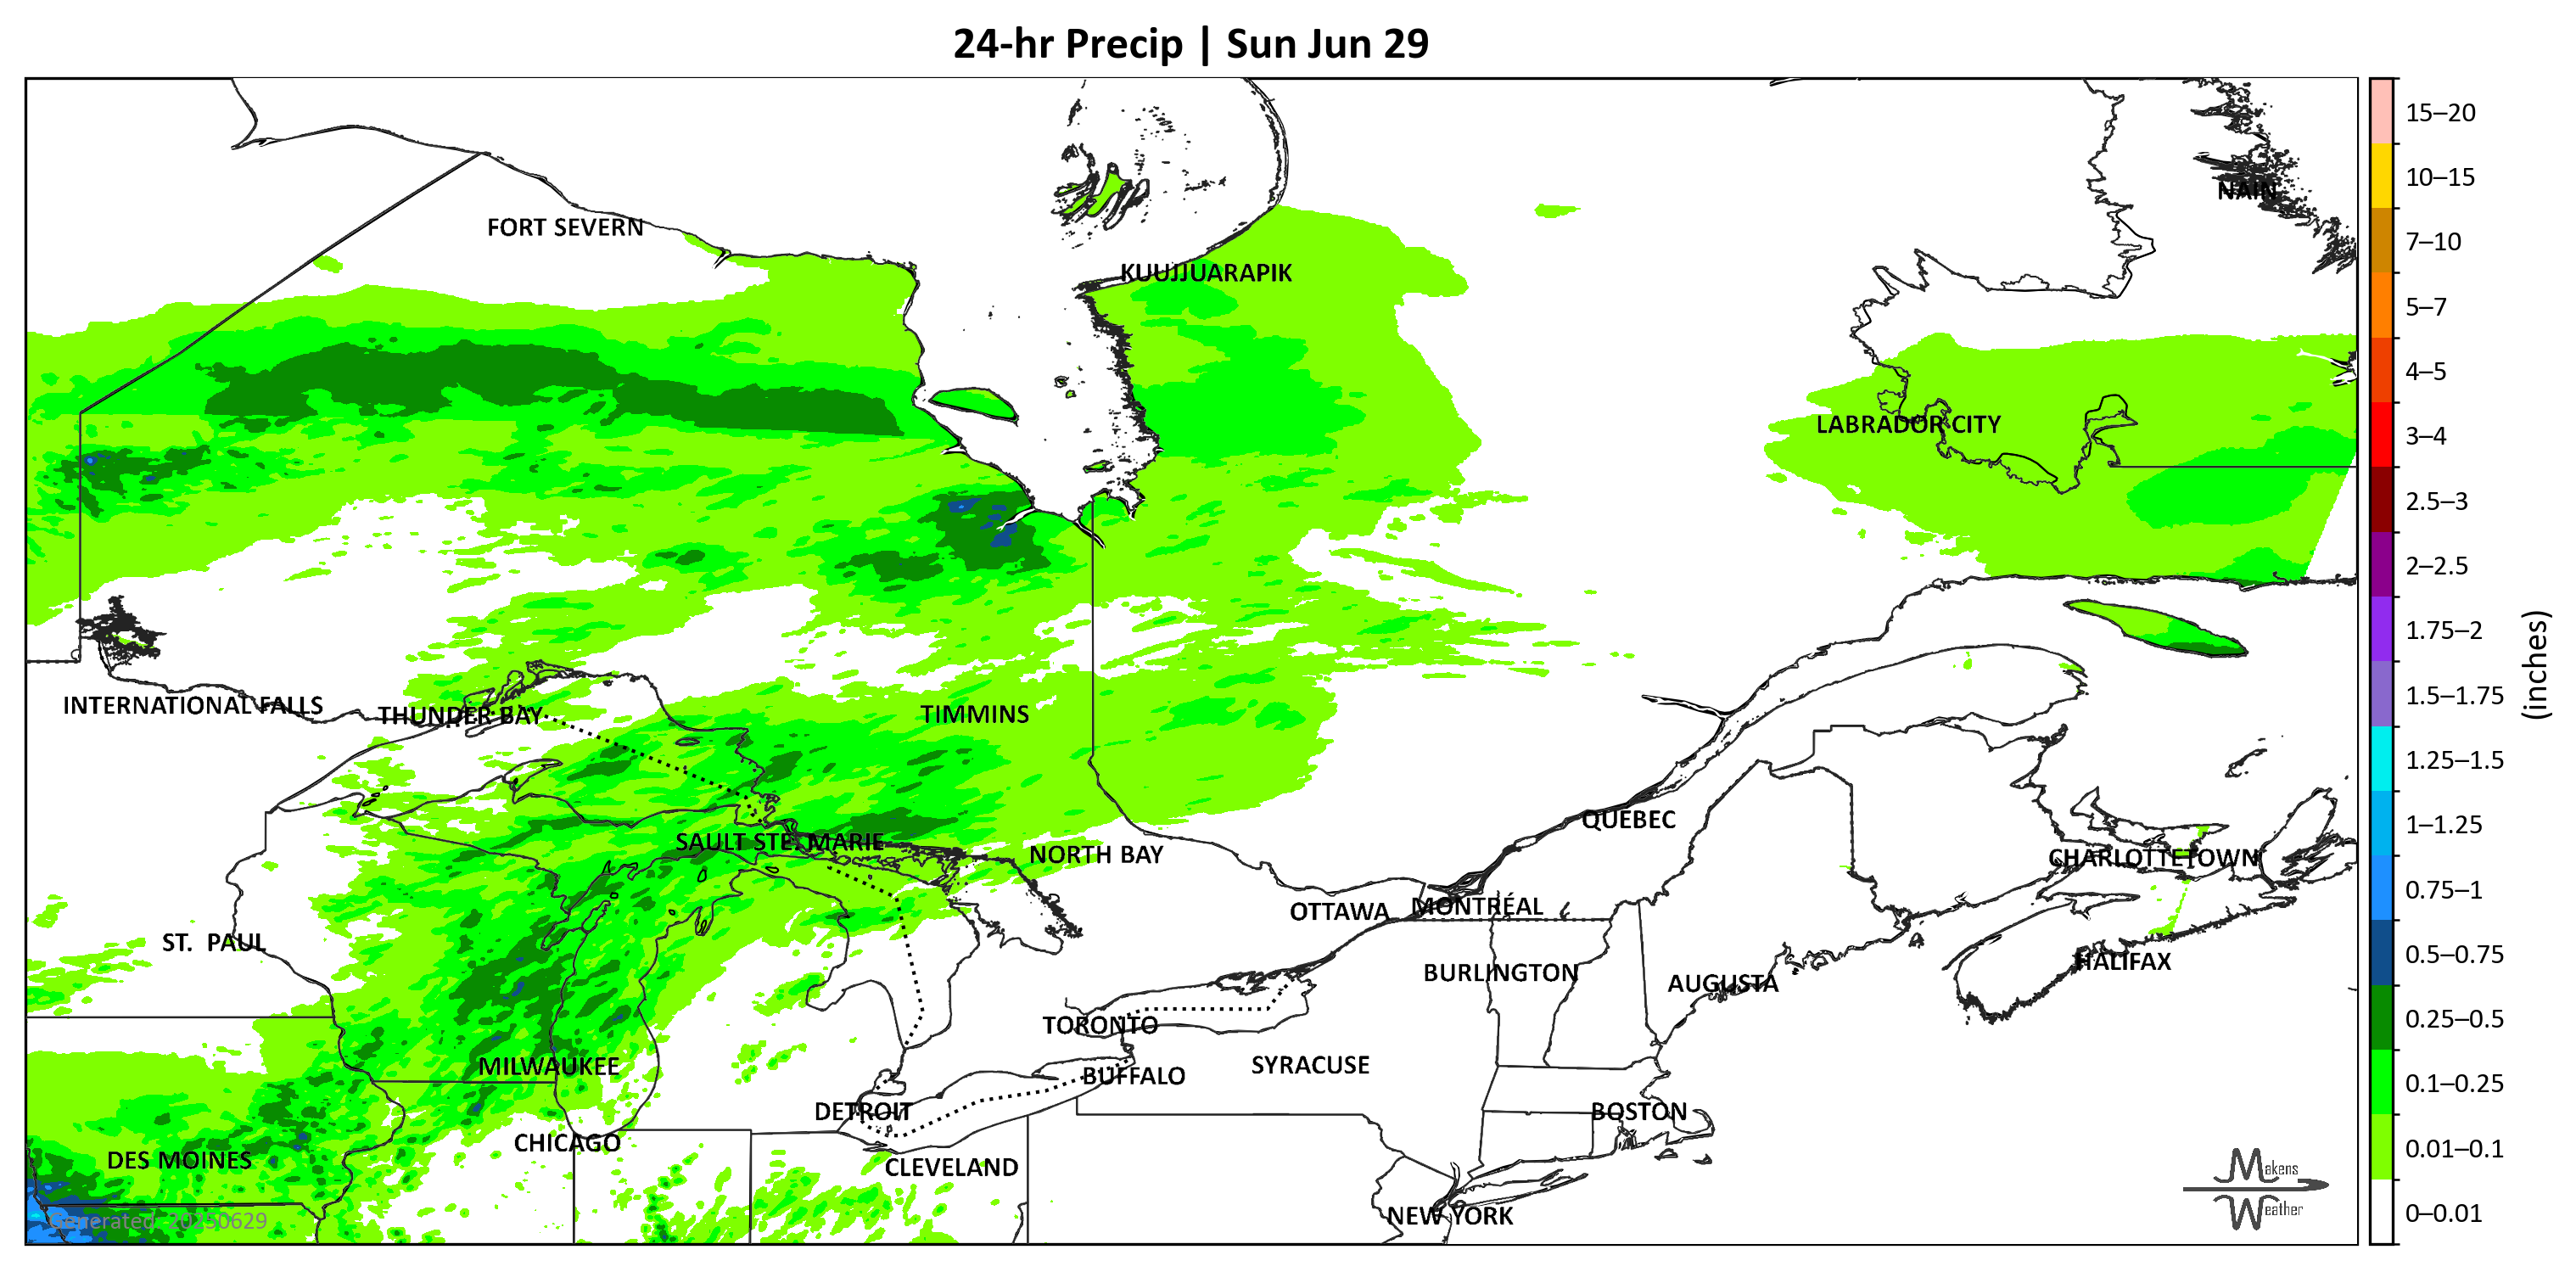 24-hr Precip | Sun Jun 29
NAIN
FORT SEVERN
KUUJJUARAPIK
LABRADOR CITY
INTERNATIONAL FALLS
THUNDER BAY
TIMMINS
QUEBEC
SAULT STE. MARIE
NORTH BAY
CHARLOTTETOWN
OTTAWA
MONTRÉAL
ST. PAUL
HALIFAX
BURLINGTON
AUGUSTA
TORONTO
MILWAUKEE
SYRACUSE
BUFFALO
DETROIT
BOSTON
CHICAGO
DES MOINES
CLEVELAND
NEW YORK
Generated: 20250629
Makens
Weather
15–20
10–15
7–10
5–7
4–5
3–4
2.5–3
2–2.5
1.75–2
1.5–1.75
1.25–1.5
1–1.25
0.75–1
0.5–0.75
0.25–0.5
0.1–0.25
0.01–0.1
0–0.01
(inches)